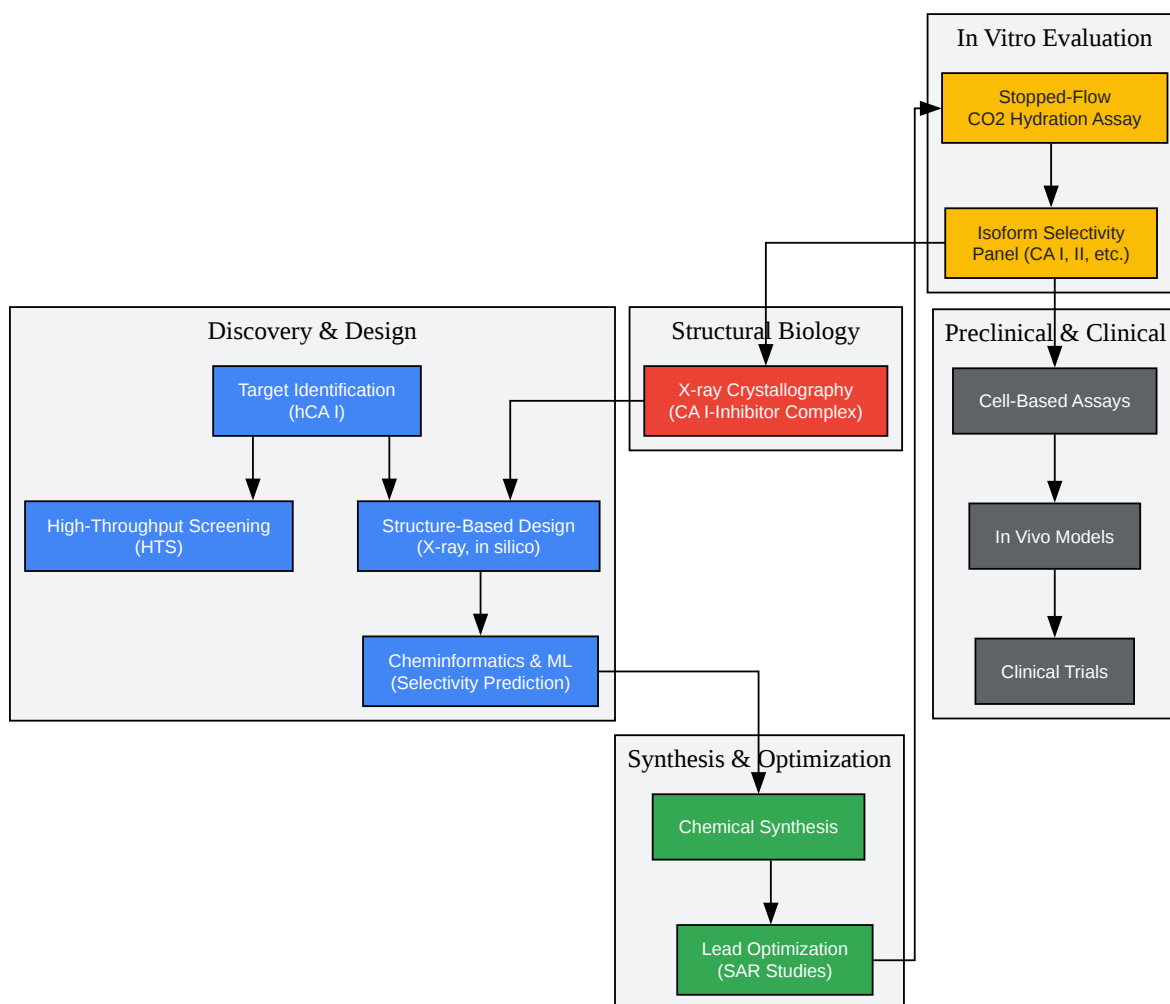 In Vitro Evaluation
Stopped-Flow
CO2 Hydration Assay
Isoform Selectivity
Panel (CA I, II, etc.)
Discovery & Design
Target Identification
(hCA I)
High-Throughput Screening
(HTS)
Structure-Based Design
(X-ray, in silico)
Cheminformatics & ML
(Selectivity Prediction)
Structural Biology
X-ray Crystallography
(CA I-Inhibitor Complex)
Preclinical & Clinical
Cell-Based Assays
In Vivo Models
Clinical Trials
Synthesis & Optimization
Chemical Synthesis
Lead Optimization
(SAR Studies)